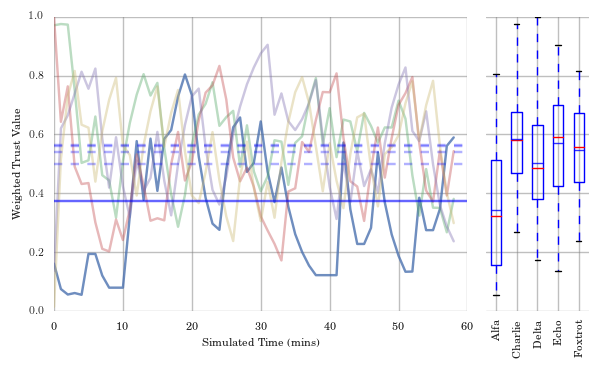 Weighted Trust Value
1.0
0.8
0.6
0.4
0.2
0.0
0
10
20
30
40
50
60
Simulated Time (mins)
Alfa
Charlie
Delta
Echo
Foxtrot